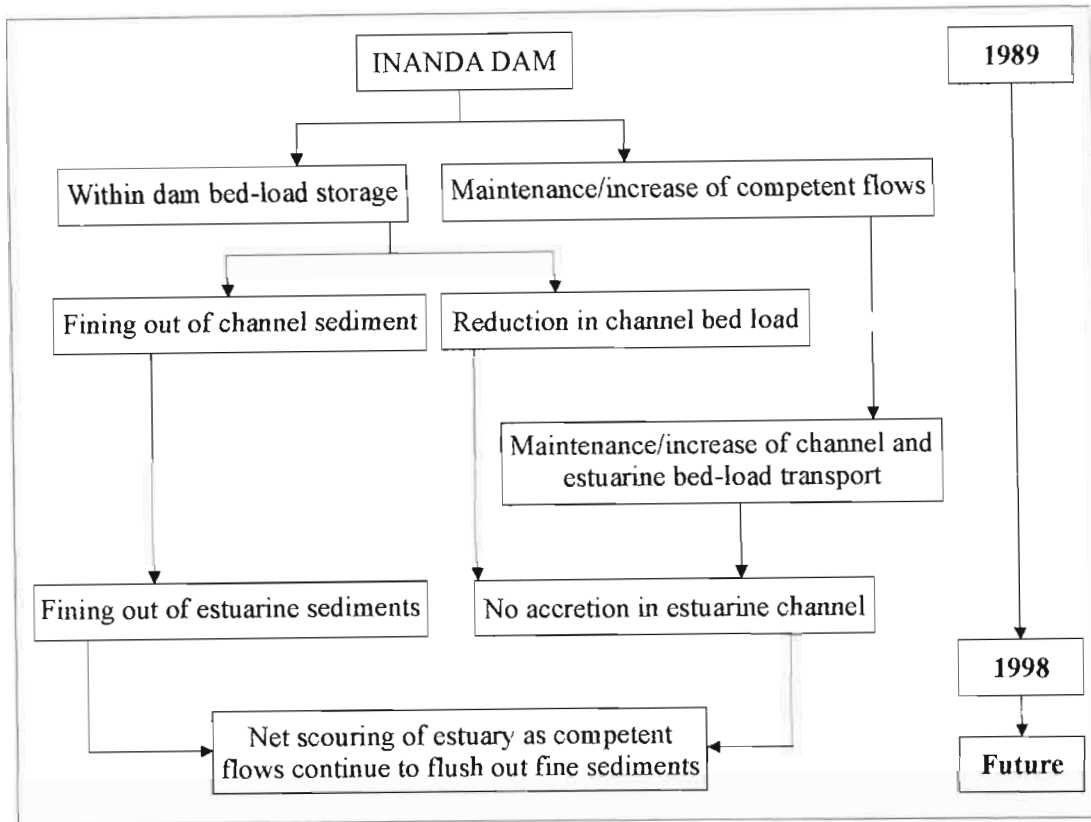 INANDA DAM
1989
Within dam bed-load storage
Maintenance/increase of competent flows
Fining out of channel sediment
Reduction in channel bed load
Maintenance/increase of channel and
estuarine bed-load transport
Fining out of estuarine sediments
No accretion in estuarine channel
1998
Net scouring of estuary as competent
flows continue to flush out fine sediments
Future